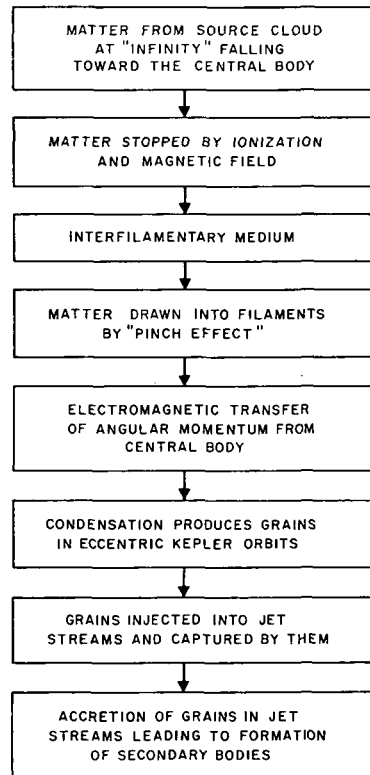 MATTER FROM SOURCE CLOUD
AT "INFINITY" FALLING
TOWARD THE CENTRAL BODY
MATTER STOPPED BY IONIZATION
AND MAGNETIC FIELD
INTERFILAMENTARY MEDIUM
MATTER DRAWN INTO FILAMENTS
BY "PINCH EFFECT"
ELECTROMAGNETIC TRANSFER
OF ANGULAR MOMENTUM FROM
CENTRAL BODY
CONDENSATION PRODUCES GRAINS
IN ECCENTRIC KEPLER ORBITS
GRAINS INJECTED INTO JET
STREAMS AND CAPTURED BY THEM
ACCRETION OF GRAINS IN JET
STREAMS LEADING TO FORMATION
OF SECONDARY BODIES